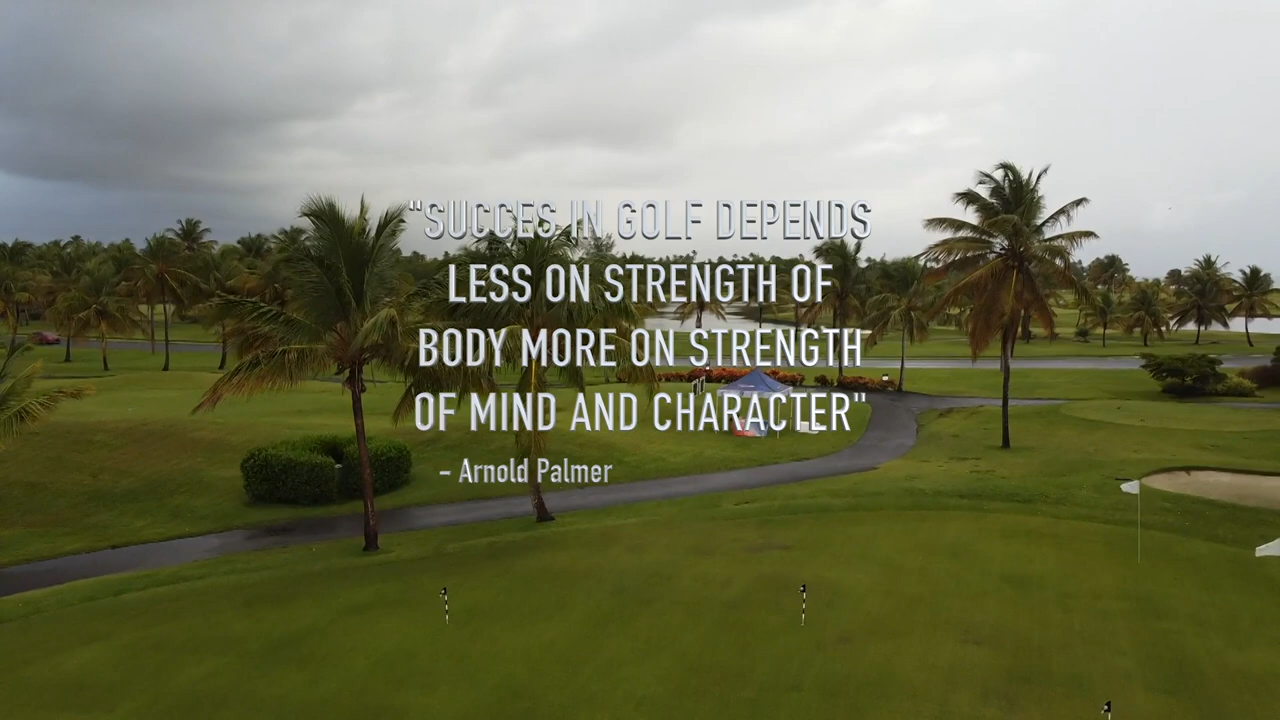 "SUCCES IN GOLF DEPENDS
LESS ON STRENGTH OF
BODY MORE ON STRENGTH
OF MIND AND CHARACTER"
– Arnold Palmer